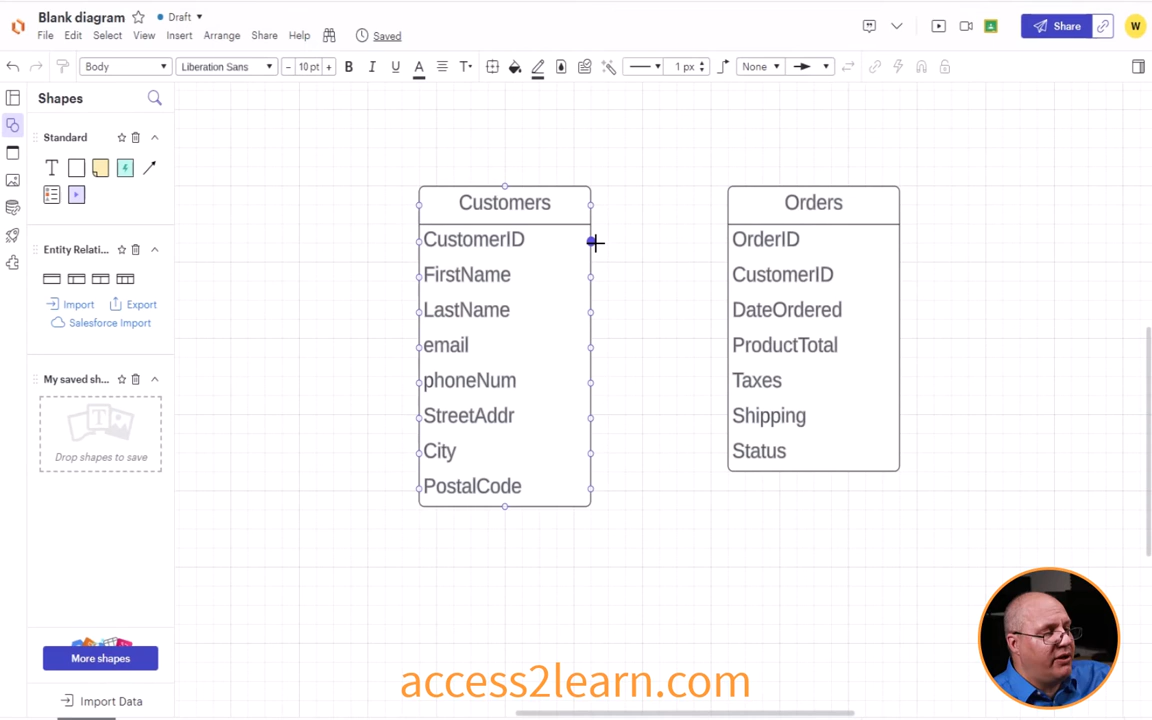 Blank diagram Draft
File Edit Select View Insert Arrange Share Help Saved
Share W
Body Liberation Sans 10 pt B I U A T 1 px None
Shapes
Standard
T
Entity Relati...
Import Export
Salesforce Import
My saved sh...
T
Drop shapes to save
More shapes
Import Data
Customers
CustomerID
FirstName
LastName
email
phoneNum
StreetAddr
City
PostalCode
Orders
OrderID
CustomerID
DateOrdered
ProductTotal
Taxes
Shipping
Status
access2learn.com